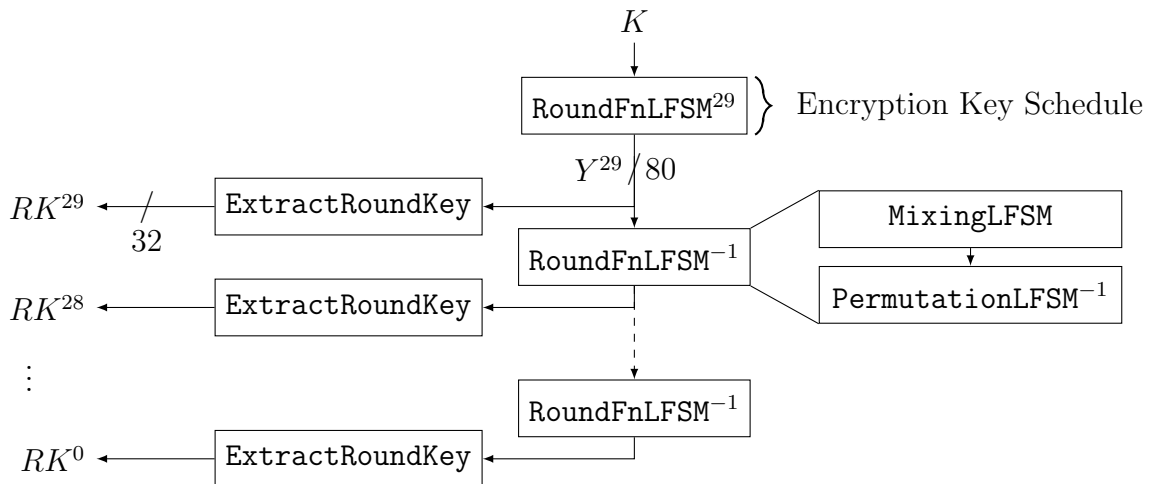 K
RoundFnLFSM^29
Encryption Key Schedule
Y^29 80
RK^29 32 ExtractRoundKey
RoundFnLFSM^−1
MixingLFSM
PermutationLFSM^−1
RK^28 ExtractRoundKey
⋮
RoundFnLFSM^−1
RK^0 ExtractRoundKey